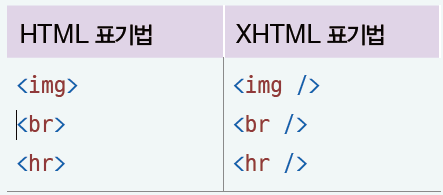 HTML 표기법 XHTML 표기법
<img> <img />
<br> <br />
<hr> <hr />